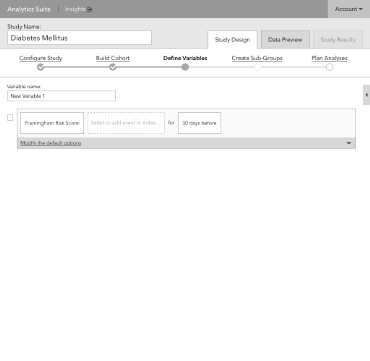 Analytics Suite | Insights
Account
Study Name:
Diabetes Mellitus
Study Design
Data Preview
Study Results
Configure Study
Build Cohort
Define Variables
Create Sub-Groups
Plan Analyses
Variable name:
New Variable 1
Framingham Risk Score:
Select to add event or index...
for
30 days before
Modify the default options